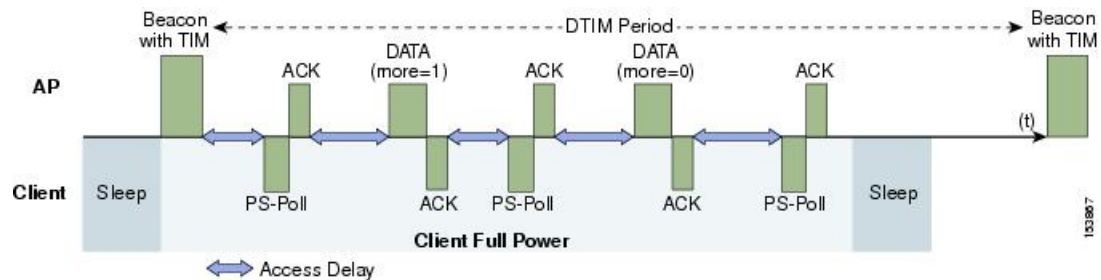 Beacon
with TIM
DTIM Period
Beacon
with TIM
DATA
(more=1)
DATA
(more=0)
ACK
ACK
ACK
AP
(t)
Client
Sleep
PS-Poll
ACK
PS-Poll
ACK
PS-Poll
Sleep
Client Full Power
Access Delay
153867